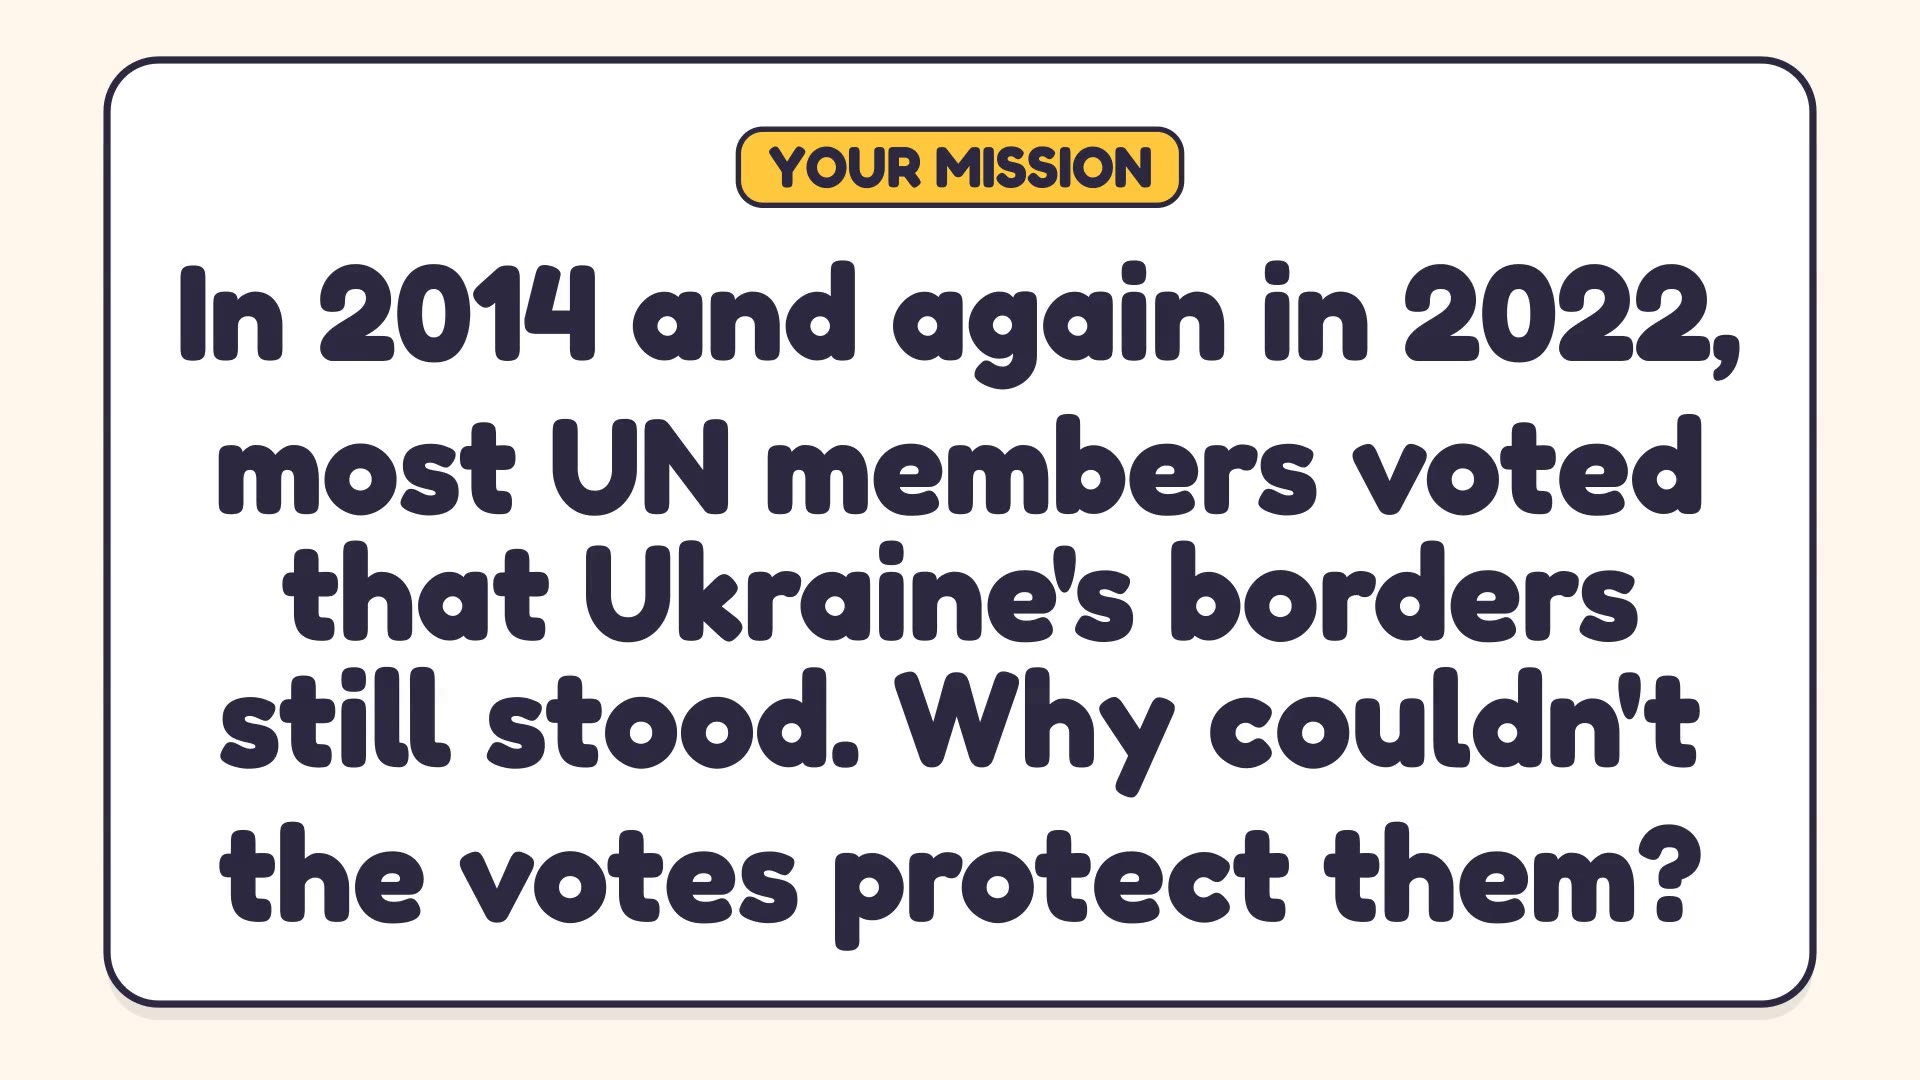 YOUR MISSION
In 2014 and again in 2022,
most UN members voted
that Ukraine's borders
still stood. Why couldn't
the votes protect them?